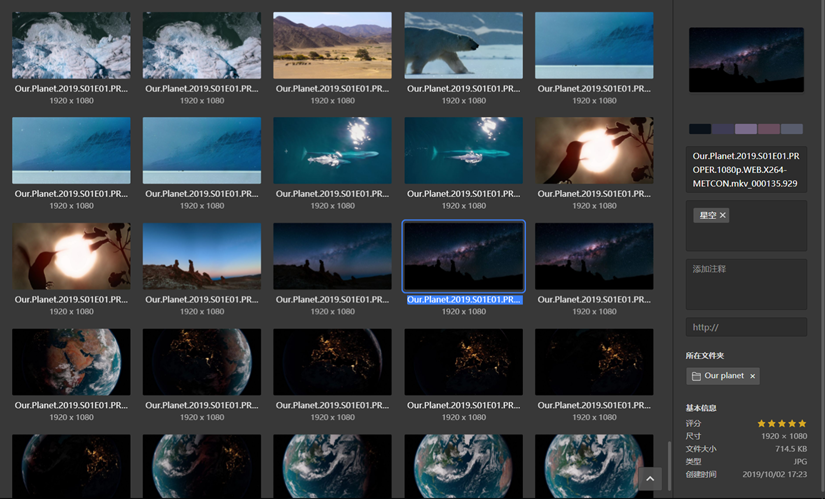 Our.Planet.2019.S01E01.PR...
Our.Planet.2019.S01E01.PR...
Our.Planet.2019.S01E01.PR...
Our.Planet.2019.S01E01.PR...
Our.Planet.2019.S01E01.PR...
1920 x 1080
1920 x 1080
1920 x 1080
1920 x 1080
1920 x 1080
Our.Planet.2019.S01E01.PR...
Our.Planet.2019.S01E01.PR...
Our.Planet.2019.S01E01.PR...
Our.Planet.2019.S01E01.PR...
Our.Planet.2019.S01E01.PR...
1920 x 1080
1920 x 1080
1920 x 1080
1920 x 1080
1920 x 1080
Our.Planet.2019.S01E01.PR...
Our.Planet.2019.S01E01.PR...
Our.Planet.2019.S01E01.PR...
Our.Planet.2019.S01E01.PR...
Our.Planet.2019.S01E01.PR...
1920 x 1080
1920 x 1080
1920 x 1080
1920 x 1080
1920 x 1080
Our.Planet.2019.S01E01.PR...
Our.Planet.2019.S01E01.PR...
Our.Planet.2019.S01E01.PR...
Our.Planet.2019.S01E01.PR...
Our.Planet.2019.S01E01.PR...
1920 x 1080
1920 x 1080
1920 x 1080
1920 x 1080
1920 x 1080
Our.Planet.2019.S01E01.PR
OPER.1080p.WEB.X264-
METCON.mkv_000135.929
星空 ×
添加注释
http://
所在文件夹
Our planet ×
基本信息
评分 ★★★★★
尺寸 1920 × 1080
文件大小 714.5 KB
类型 JPG
创建时间 2019/10/02 17:23